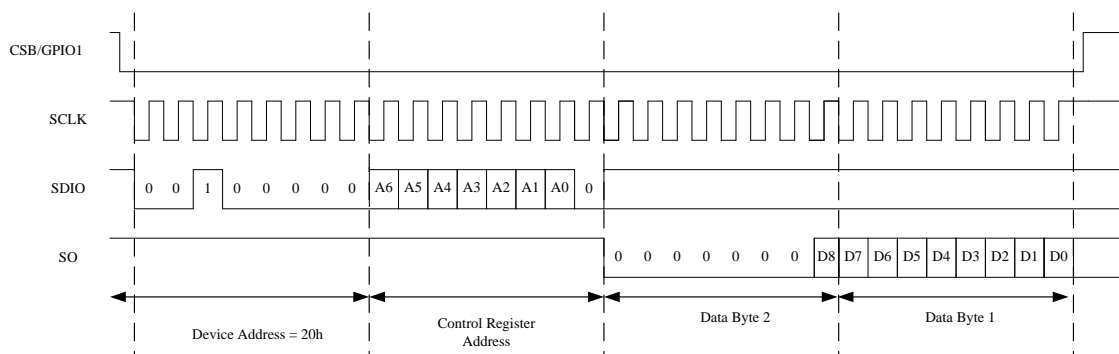 CSB/GPIO1
SCLK
SDIO 0 0 1 0 0 0 0 0 A6 A5 A4 A3 A2 A1 A0 0
SO 0 0 0 0 0 0 0 D8 D7 D6 D5 D4 D3 D2 D1 D0
Device Address = 20h
Control Register
Address
Data Byte 2
Data Byte 1